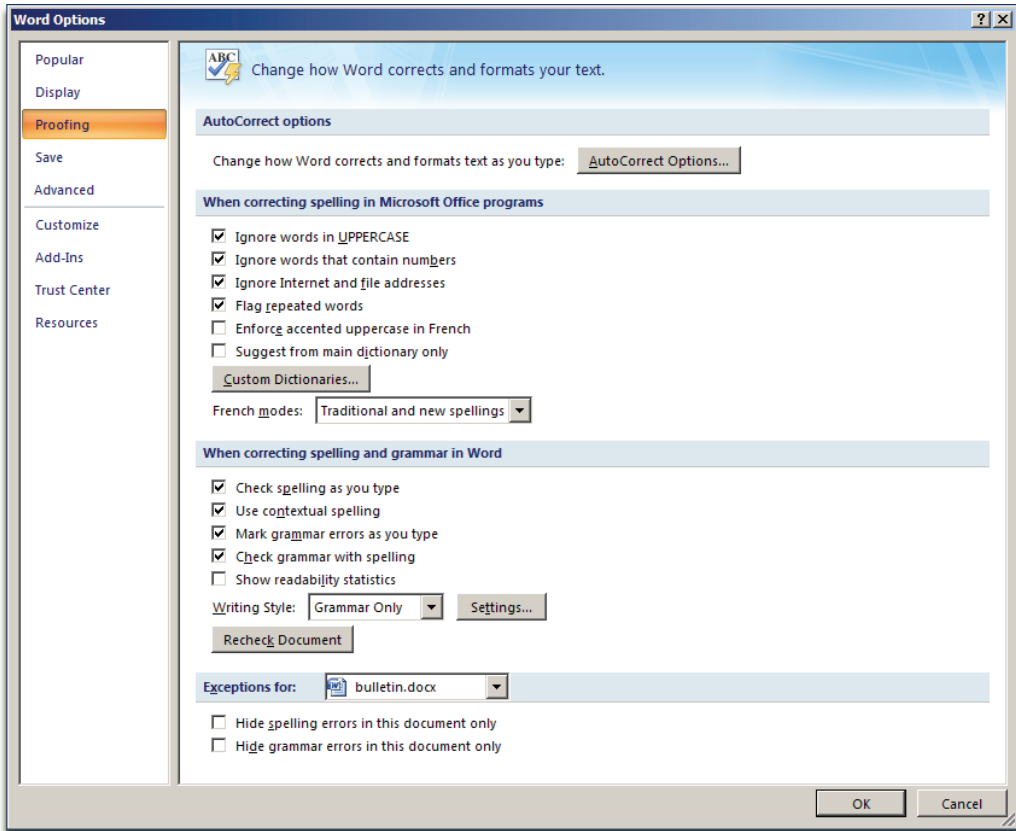 Word Options
Popular
Display
Proofing
Save
Advanced
Customize
Add-Ins
Trust Center
Resources
ABC
Change how Word corrects and formats your text.
AutoCorrect options
Change how Word corrects and formats text as you type: AutoCorrect Options...
When correcting spelling in Microsoft Office programs
Ignore words in UPPERCASE
Ignore words that contain numbers
Ignore Internet and file addresses
Flag repeated words
Enforce accented uppercase in French
Suggest from main dictionary only
Custom Dictionaries...
French modes: Traditional and new spellings
When correcting spelling and grammar in Word
Check spelling as you type
Use contextual spelling
Mark grammar errors as you type
Check grammar with spelling
Show readability statistics
Writing Style: Grammar Only Settings...
Recheck Document
Exceptions for: bulletin.docx
Hide spelling errors in this document only
Hide grammar errors in this document only
OK Cancel